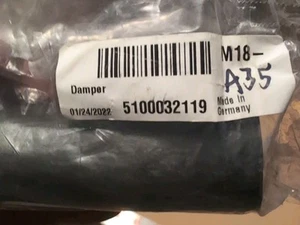 M18-
A35
Damper
01/24/2022 5100032119 Made in
Germany